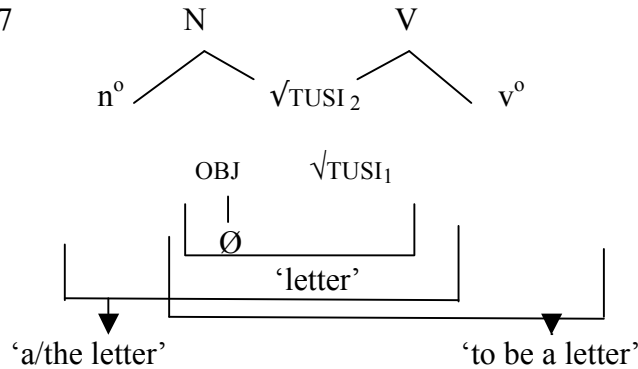 7 N V
nº √TUSI 2 vº
OBJ √TUSI1
Ø
‘letter’
‘a/the letter’ ‘to be a letter’